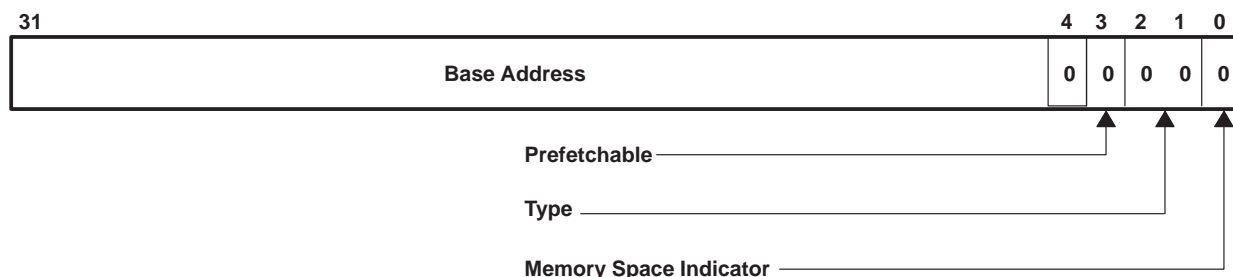 31 4 3 2 1 0
Base Address 0 0 0 0 0
Prefetchable
Type
Memory Space Indicator